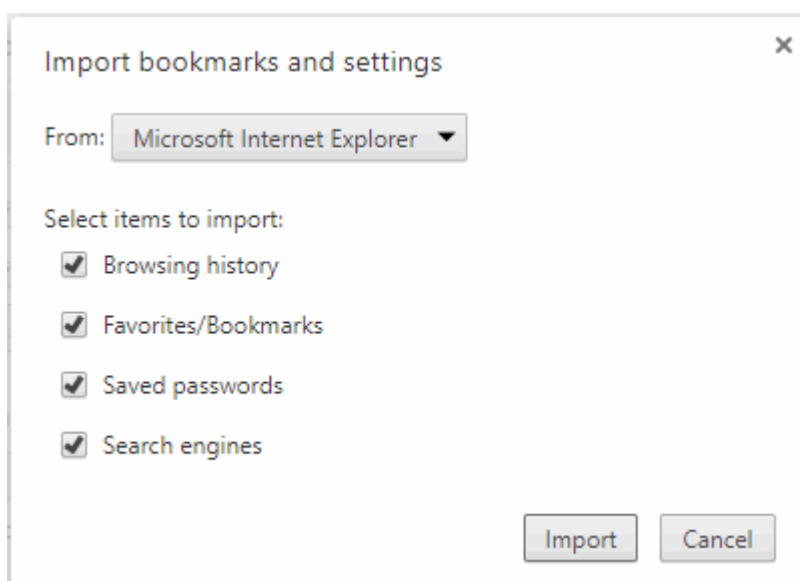 Import bookmarks and settings
From: Microsoft Internet Explorer
Select items to import:
Browsing history
Favorites/Bookmarks
Saved passwords
Search engines
Import Cancel